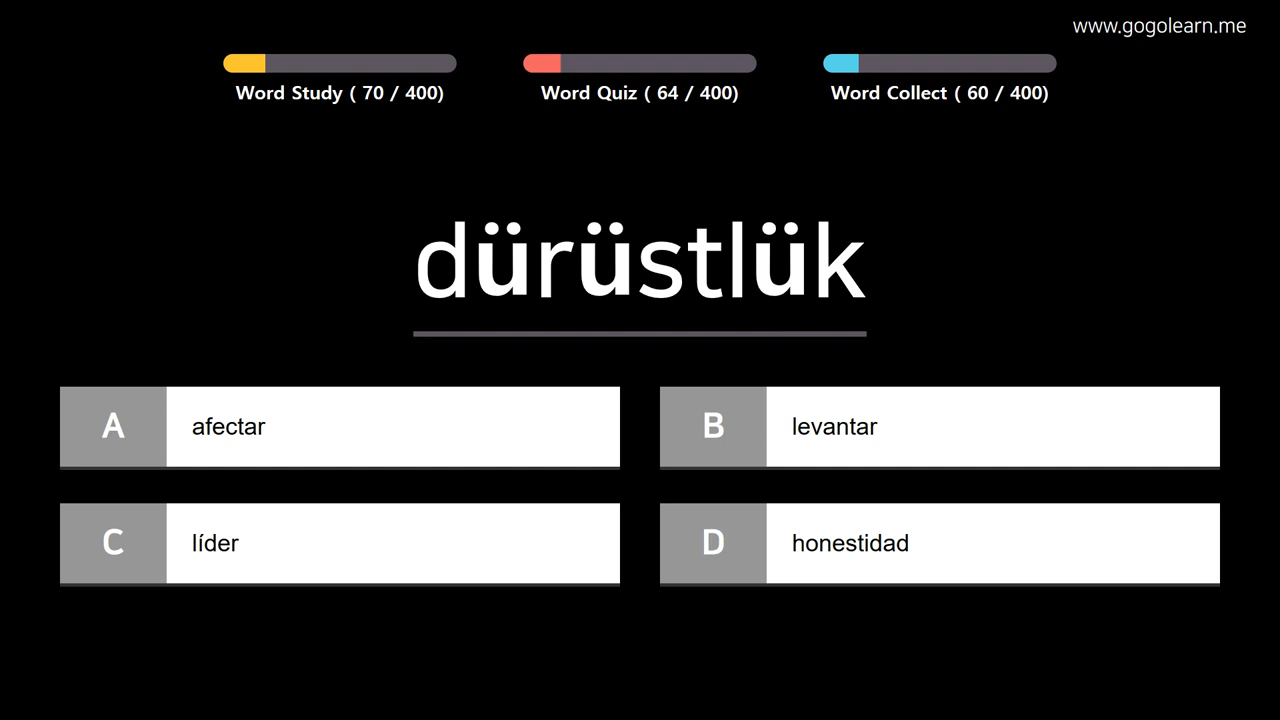 www.gogolearn.me
Word Study ( 70 / 400)
Word Quiz ( 64 / 400)
Word Collect ( 60 / 400)
dürüstlük
A afectar
B levantar
C líder
D honestidad